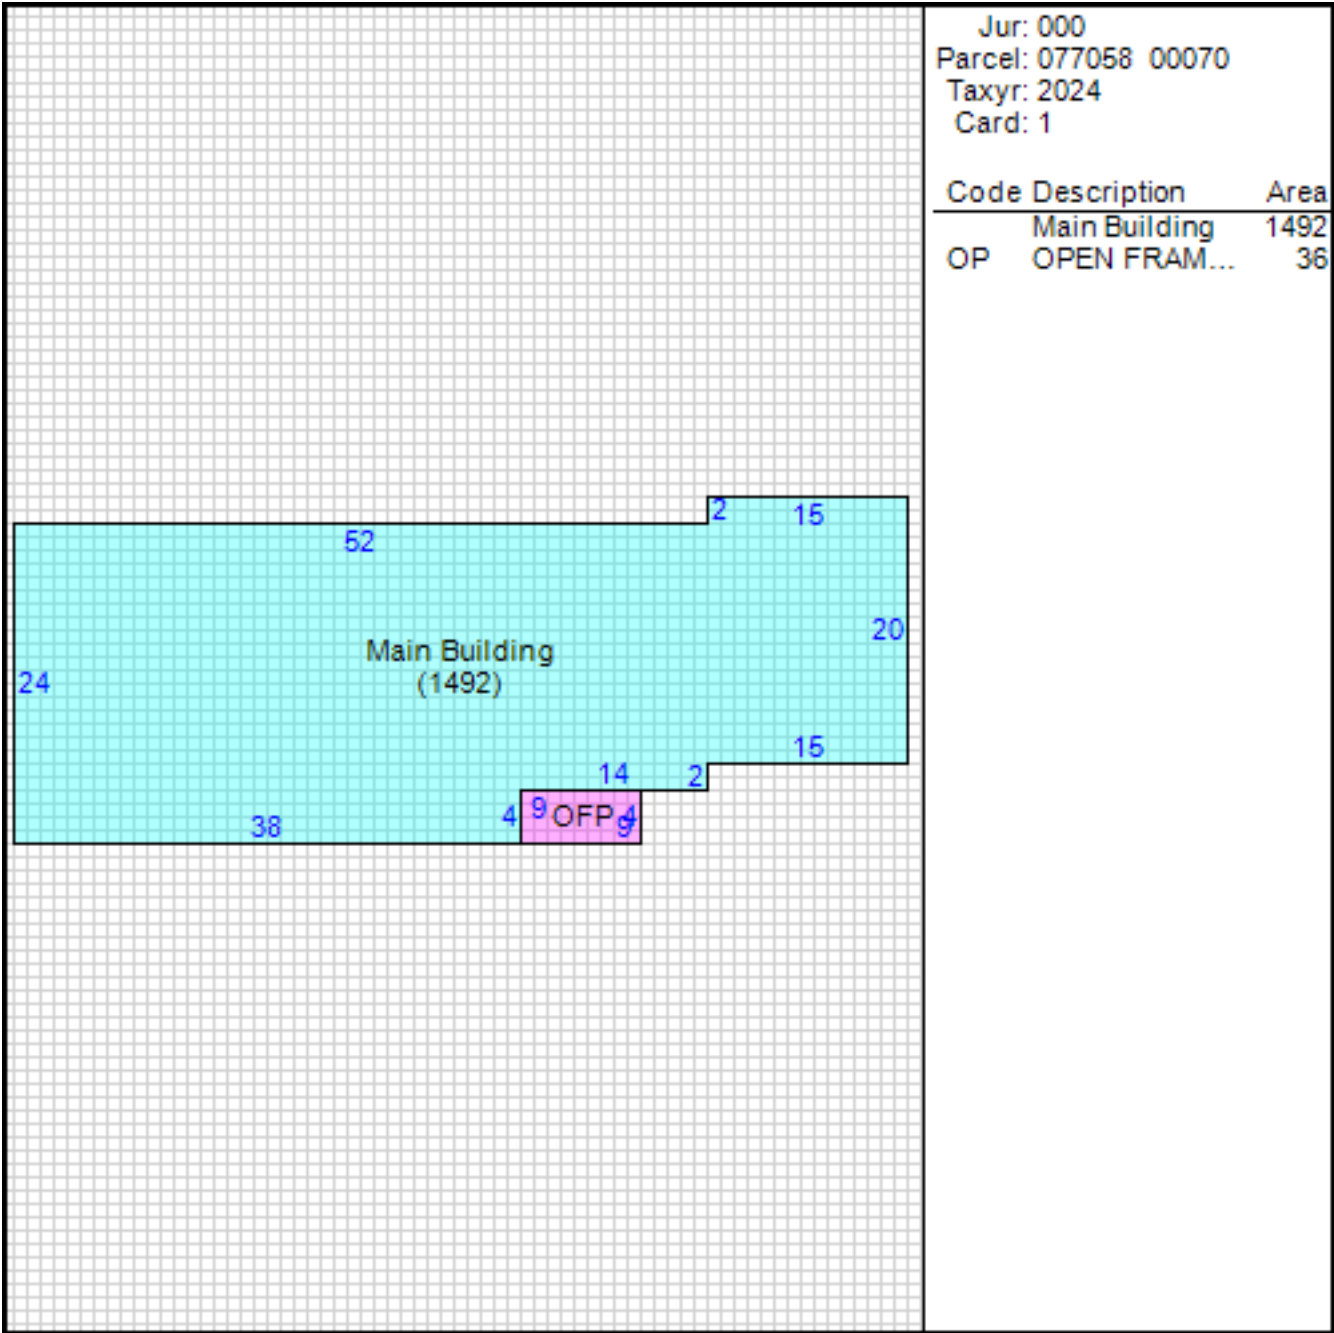 Jur: 000
Parcel: 077058 00070
Taxyr: 2024
Card: 1
Code Description Area
Main Building 1492
OP OPEN FRAM... 36
2
15
52
20
Main Building
(1492)
24
15
14
2
4
9
OFP
4
9
38